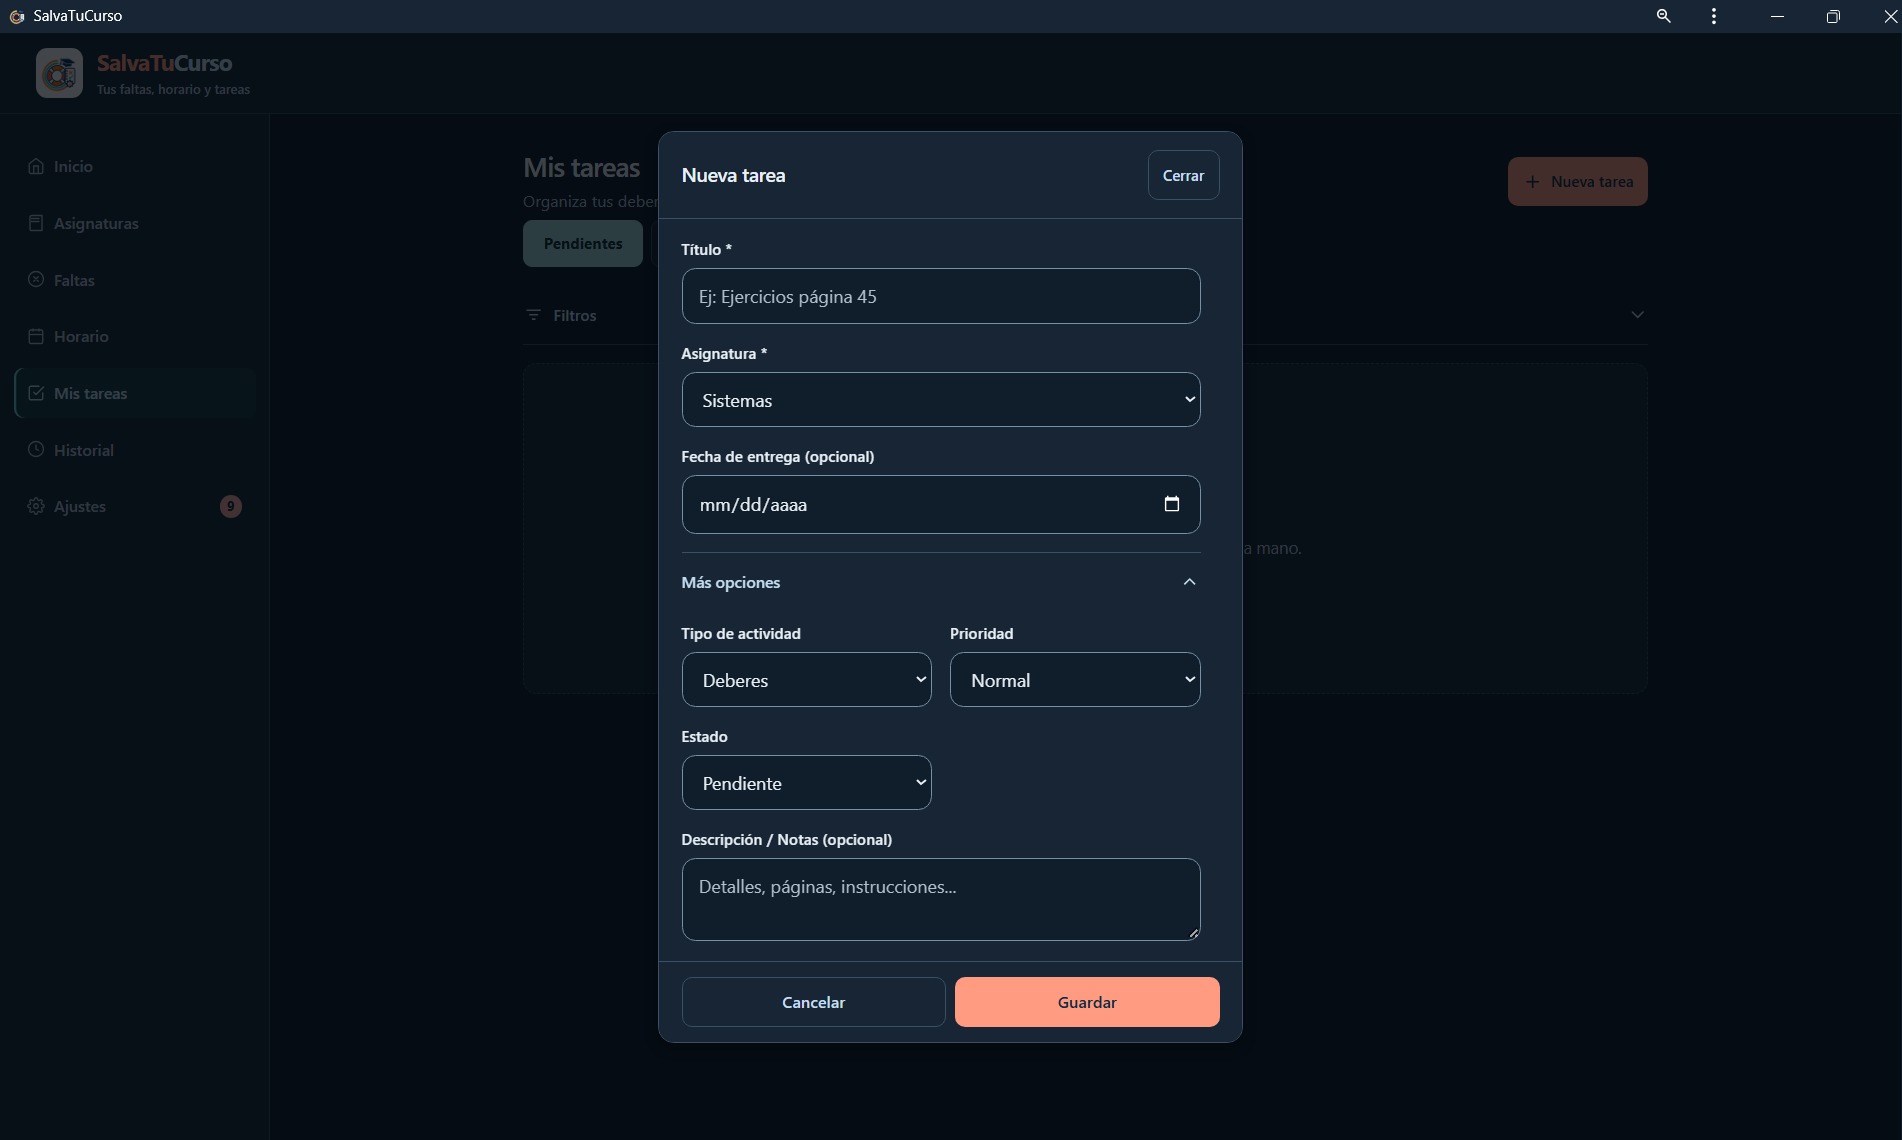 SalvaTuCurso
SalvaTuCurso
Tus faltas, horario y tareas
Inicio
Asignaturas
Faltas
Horario
Mis tareas
Historial
Ajustes
9
Mis tareas
Organiza tus deber
Pendientes
+ Nueva tarea
Filtros
a mano.
Nueva tarea
Cerrar
Título *
Ej: Ejercicios página 45
Asignatura *
Sistemas
Fecha de entrega (opcional)
mm/dd/aaaa
Más opciones
Tipo de actividad
Prioridad
Deberes
Normal
Estado
Pendiente
Descripción / Notas (opcional)
Detalles, páginas, instrucciones...
Cancelar
Guardar